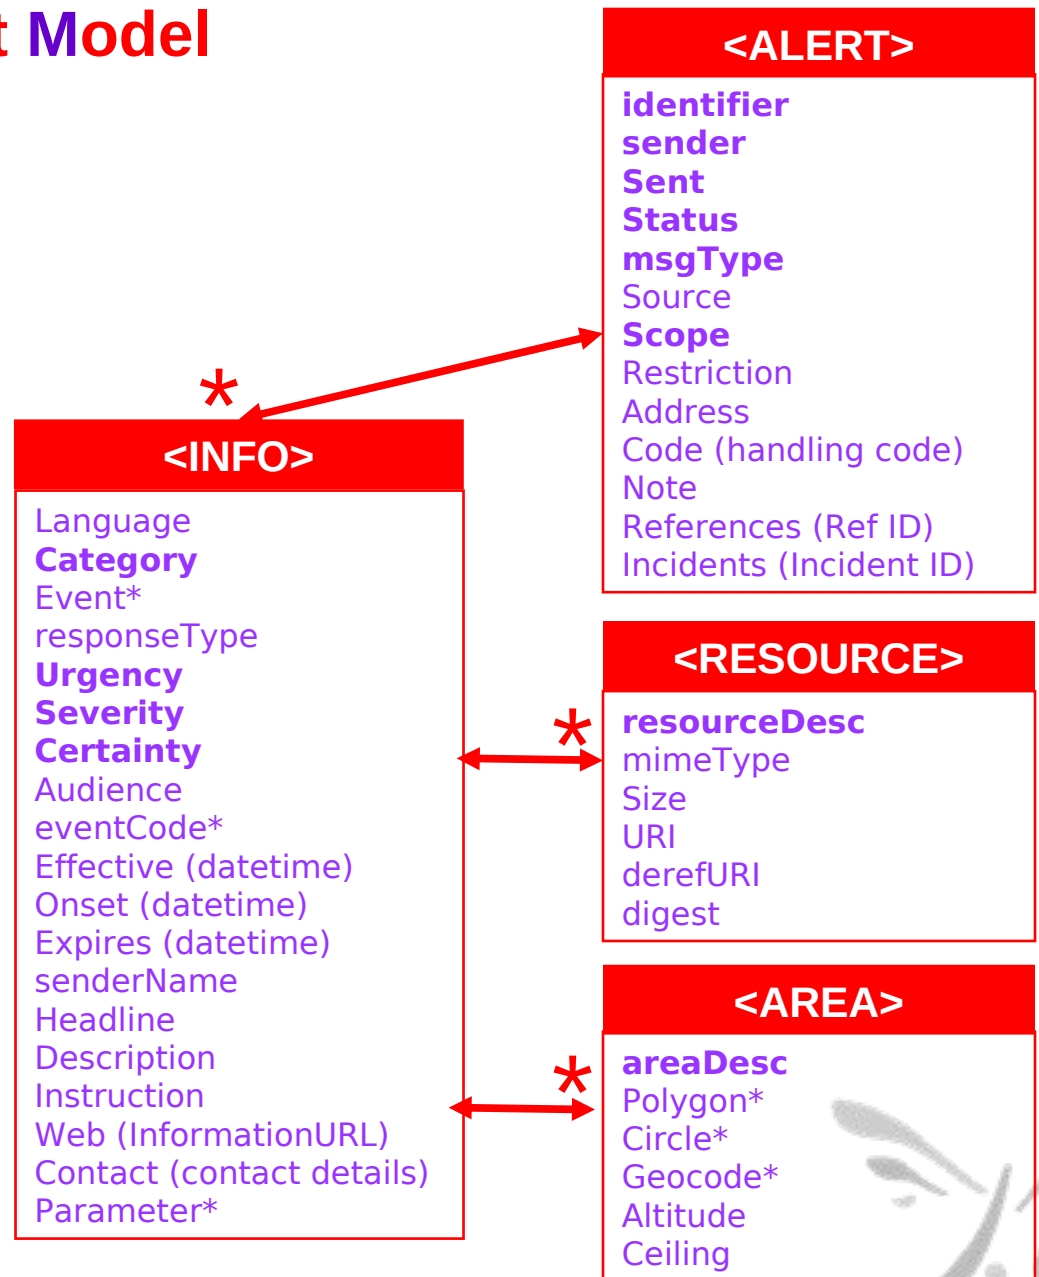 t Model
<ALERT>
identifier
sender
Sent
Status
msgType
Source
Scope
Restriction
Address
Code (handling code)
Note
References (Ref ID)
Incidents (Incident ID)
*
<INFO>
Language
Category
Event*
responseType
Urgency
Severity
Certainty
Audience
eventCode*
Effective (datetime)
Onset (datetime)
Expires (datetime)
senderName
Headline
Description
Instruction
Web (InformationURL)
Contact (contact details)
Parameter*
<RESOURCE>
*
resourceDesc
mimeType
Size
URI
derefURI
digest
<AREA>
*
areaDesc
Polygon*
Circle*
Geocode*
Altitude
Ceiling